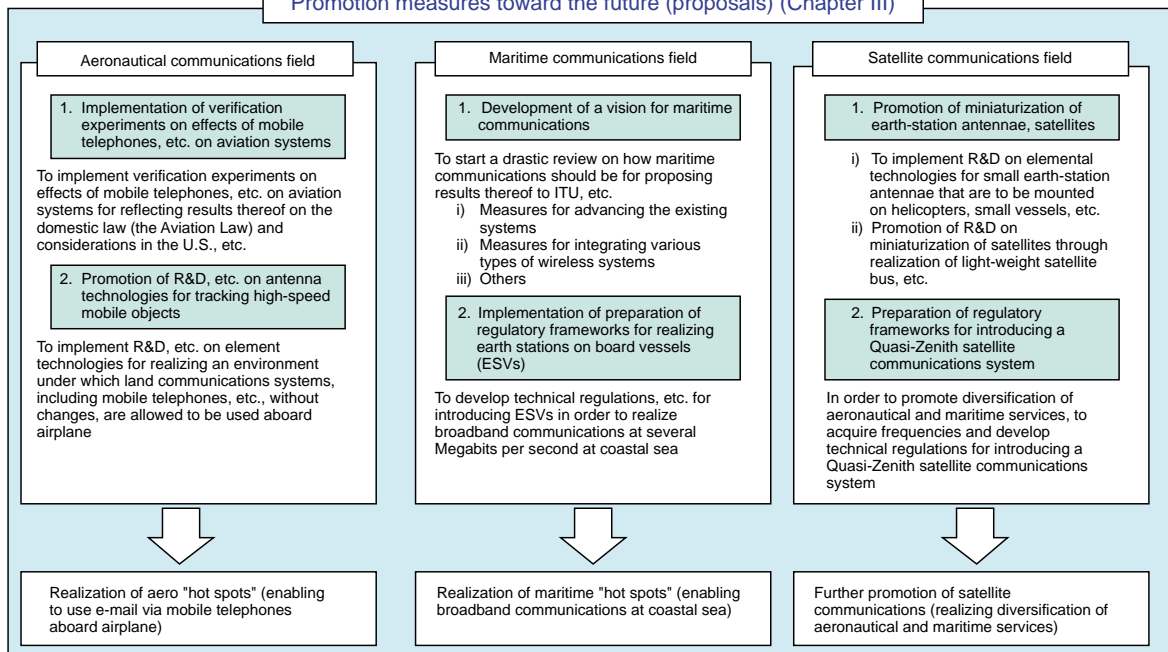 Promotion measures toward the future (proposals) (Chapter III)
Aeronautical communications field
1. Implementation of verification
experiments on effects of mobile
telephones, etc. on aviation systems
To implement verification experiments on
effects of mobile telephones, etc. on aviation
systems for reflecting results thereof on the
domestic law (the Aviation Law) and
considerations in the U.S., etc.
2. Promotion of R&D, etc. on antenna
technologies for tracking high-speed
mobile objects
To implement R&D, etc. on element
technologies for realizing an environment
under which land communications systems,
including mobile telephones, etc., without
changes, are allowed to be used aboard
airplane
Realization of aero "hot spots" (enabling
to use e-mail via mobile telephones
aboard airplane)
Maritime communications field
1. Development of a vision for maritime
communications
To start a drastic review on how maritime
communications should be for proposing
results thereof to ITU, etc.
i) Measures for advancing the existing
systems
ii) Measures for integrating various
types of wireless systems
iii) Others
2. Implementation of preparation of
regulatory frameworks for realizing
earth stations on board vessels
(ESVs)
To develop technical regulations, etc. for
introducing ESVs in order to realize
broadband communications at several
Megabits per second at coastal sea
Realization of maritime "hot spots" (enabling
broadband communications at coastal sea)
Satellite communications field
1. Promotion of miniaturization of
earth-station antennae, satellites
i) To implement R&D on elemental
technologies for small earth-station
antennae that are to be mounted
on helicopters, small vessels, etc.
ii) Promotion of R&D on
miniaturization of satellites through
realization of light-weight satellite
bus, etc.
2. Preparation of regulatory
frameworks for introducing a
Quasi-Zenith satellite
communications system
In order to promote diversification of
aeronautical and maritime services, to
acquire frequencies and develop
technical regulations for introducing a
Quasi-Zenith satellite communications
system
Further promotion of satellite
communications (realizing diversification of
aeronautical and maritime services)